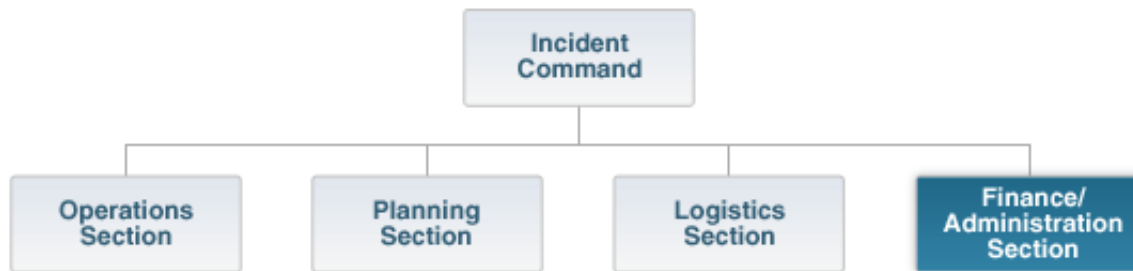 Incident
Command
Operations
Section
Planning
Section
Logistics
Section
Finance/
Administration
Section